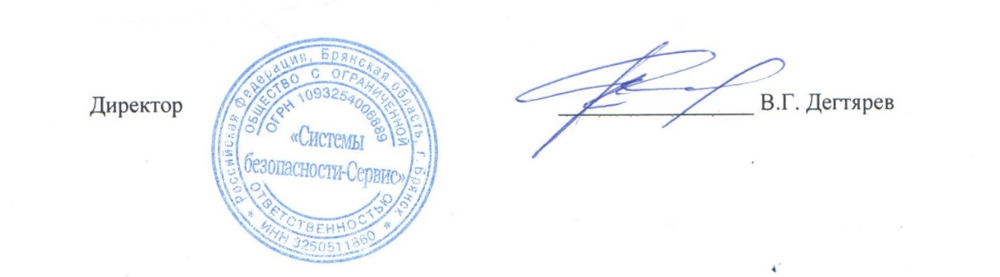 Директор
Российская Федерация, Брянская область, г. Брянск
ОБЩЕСТВО С ОГРАНИЧЕННОЙ
ОГРН 1093254006889
«Системы
безопасности-Сервис»
ОТВЕТСТВЕННОСТЬЮ
* ИНН 3250511860 *
В.Г. Дегтярев